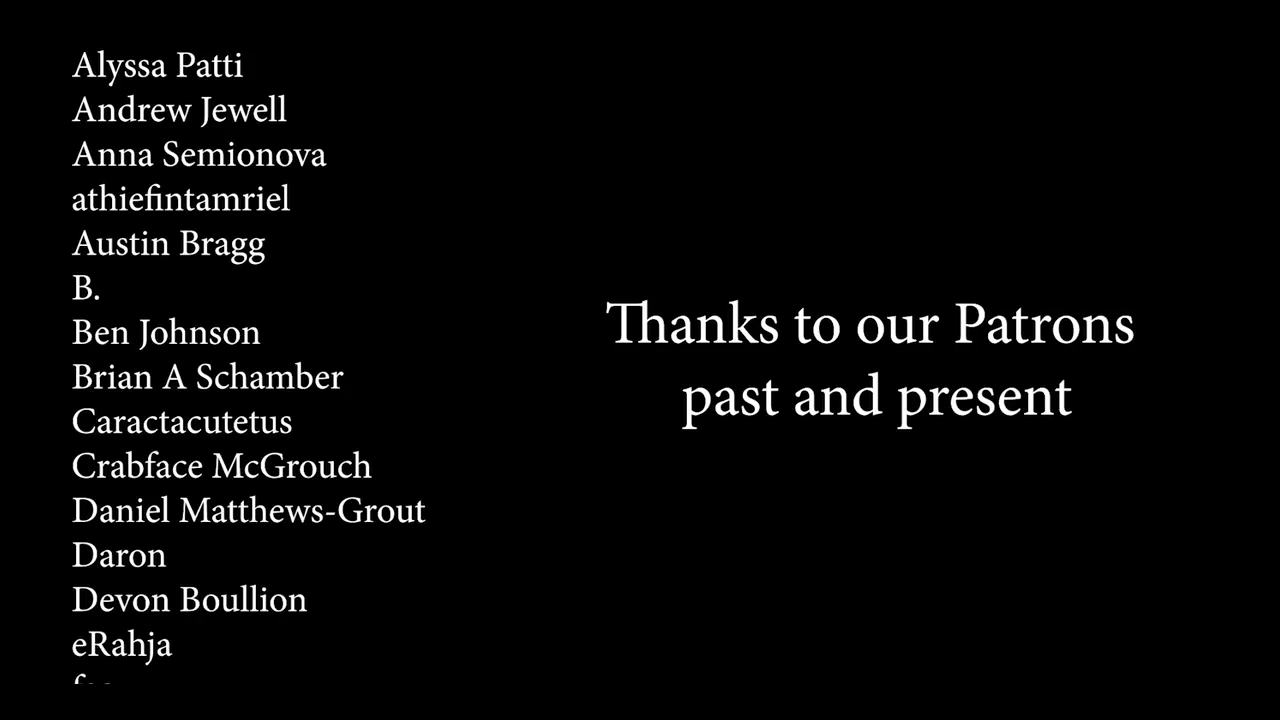 Alyssa Patti
Andrew Jewell
Anna Semionova
athiefintamriel
Austin Bragg
B.
Ben Johnson
Brian A Schamber
Caractacutetus
Crabface McGrouch
Daniel Matthews-Grout
Daron
Devon Boullion
eRahja
Thanks to our Patrons
past and present